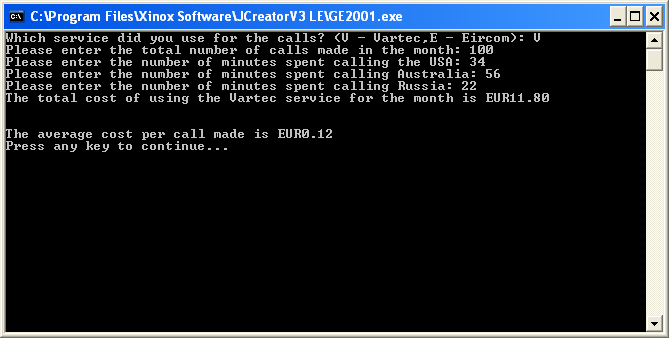 C:\Program Files\Xinox Software\JCreatorV3 LE\GE2001.exe
Which service did you use for the calls? (V - Vartec,E - Eircom): V
Please enter the total number of calls made in the month: 100
Please enter the number of minutes spent calling the USA: 34
Please enter the number of minutes spent calling Australia: 56
Please enter the number of minutes spent calling Russia: 22
The total cost of using the Vartec service for the month is EUR11.80
The average cost per call made is EUR0.12
Press any key to continue...